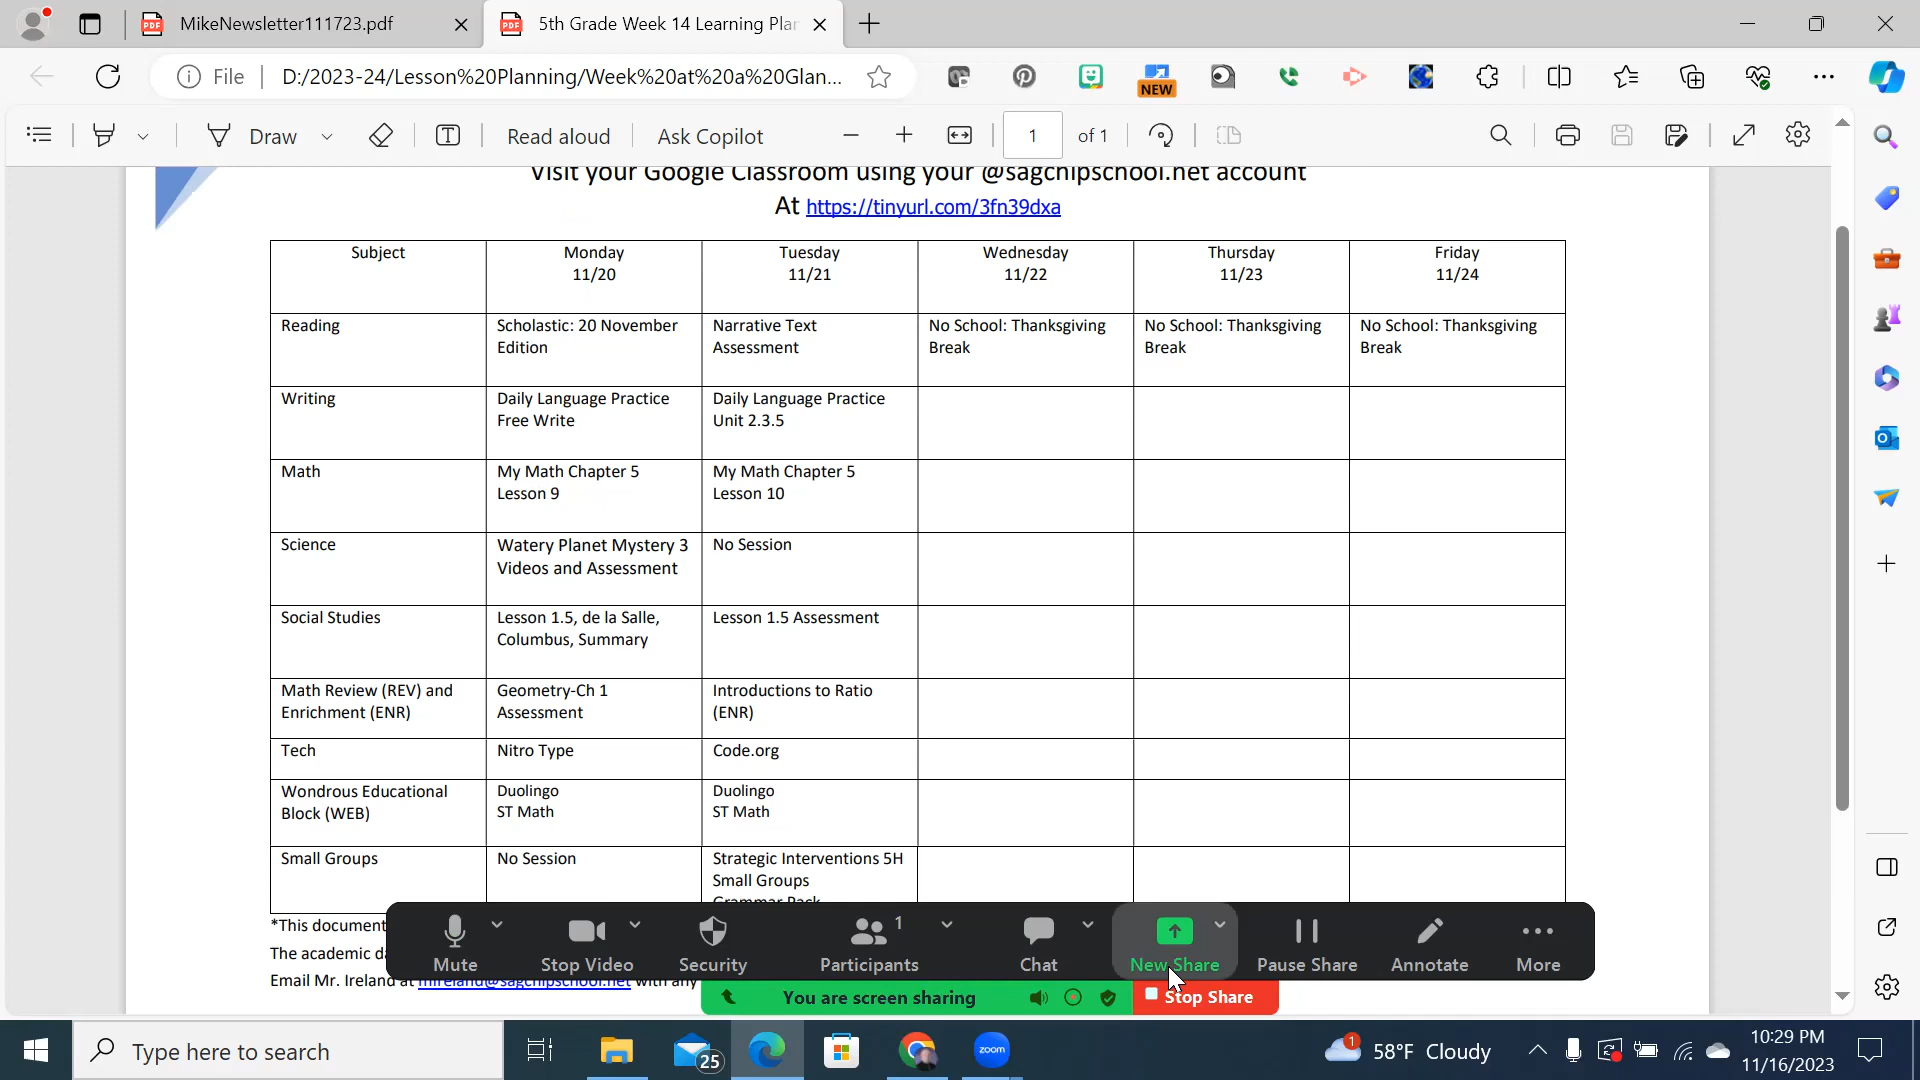 MikeNewsletter111723.pdf
5th Grade Week 14 Learning Pla
File
D:/2023-24/Lesson%20Planning/Week%20at%20a%20Glan...
NEW
Draw
Read aloud
Ask Copilot
1
of 1
Visit your Google Classroom using your @sagchipschool.net account
At https://tinyurl.com/3fn39dxa
Subject
Monday
11/20
Tuesday
11/21
Wednesday
11/22
Thursday
11/23
Friday
11/24
Reading
Scholastic: 20 November
Edition
Narrative Text
Assessment
No School: Thanksgiving
Break
No School: Thanksgiving
Break
No School: Thanksgiving
Break
Writing
Daily Language Practice
Free Write
Daily Language Practice
Unit 2.3.5
Math
My Math Chapter 5
Lesson 9
My Math Chapter 5
Lesson 10
Science
Watery Planet Mystery 3
Videos and Assessment
No Session
Social Studies
Lesson 1.5, de la Salle,
Columbus, Summary
Lesson 1.5 Assessment
Math Review (REV) and
Enrichment (ENR)
Geometry-Ch 1
Assessment
Introductions to Ratio
(ENR)
Tech
Nitro Type
Code.org
Wondrous Educational
Block (WEB)
Duolingo
ST Math
Duolingo
ST Math
Small Groups
No Session
Strategic Interventions 5H
Small Groups
Grammar Pack
*This document
The academic da
Email Mr. Ireland at mireland@sagchipschool.net with any
Mute
Stop Video
Security
1
Participants
Chat
New Share
Pause Share
Annotate
More
You are screen sharing
Stop Share
Type here to search
25
zoom
1
58°F Cloudy
10:29 PM
11/16/2023